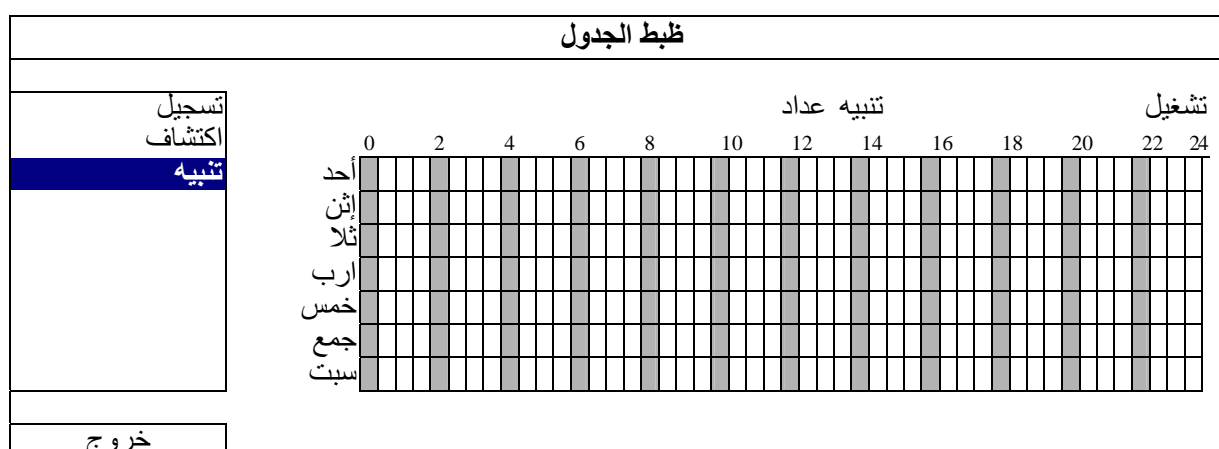 ظبط الجدول
تسجيل
اكتشاف
تنبيه
تنبيه عداد
تشغيل
0 2 4 6 8 10 12 14 16 18 20 22 24
أحد
إثن
ثلا
ارب
خمس
جمع
سبت
خروج